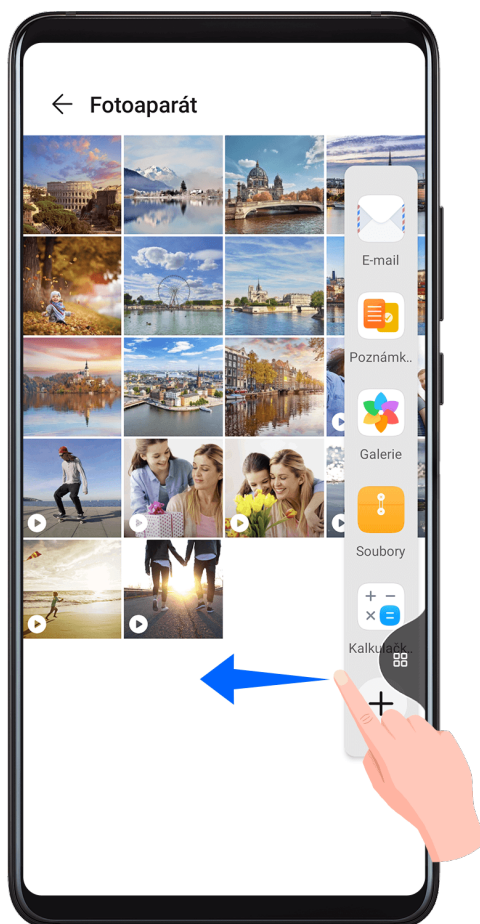 Fotoaparát
E-mail
Poznámk..
Galerie
Soubory
Kalkulačk..